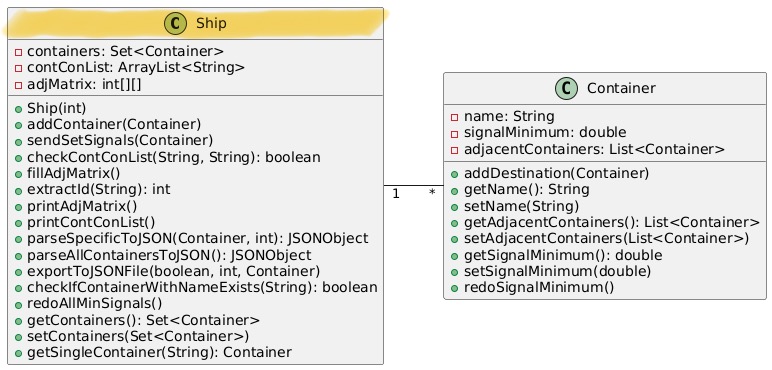 C Ship
containers: Set<Container>
contConList: ArrayList<String>
adjMatrix: int[][]
Ship(int)
addContainer(Container)
sendSetSignals(Container)
checkContConList(String, String): boolean
fillAdjMatrix()
extractId(String): int
printAdjMatrix()
printContConList()
parseSpecificToJSON(Container, int): JSONObject
parseAllContainersToJSON(): JSONObject
exportToJSONFile(boolean, int, Container)
checkIfContainerWithNameExists(String): boolean
redoAllMinSignals()
getContainers(): Set<Container>
setContainers(Set<Container>)
getSingleContainer(String): Container
1 *
C Container
name: String
signalMinimum: double
adjacentContainers: List<Container>
addDestination(Container)
getName(): String
setName(String)
getAdjacentContainers(): List<Container>
setAdjacentContainers(List<Container>)
getSignalMinimum(): double
setSignalMinimum(double)
redoSignalMinimum()